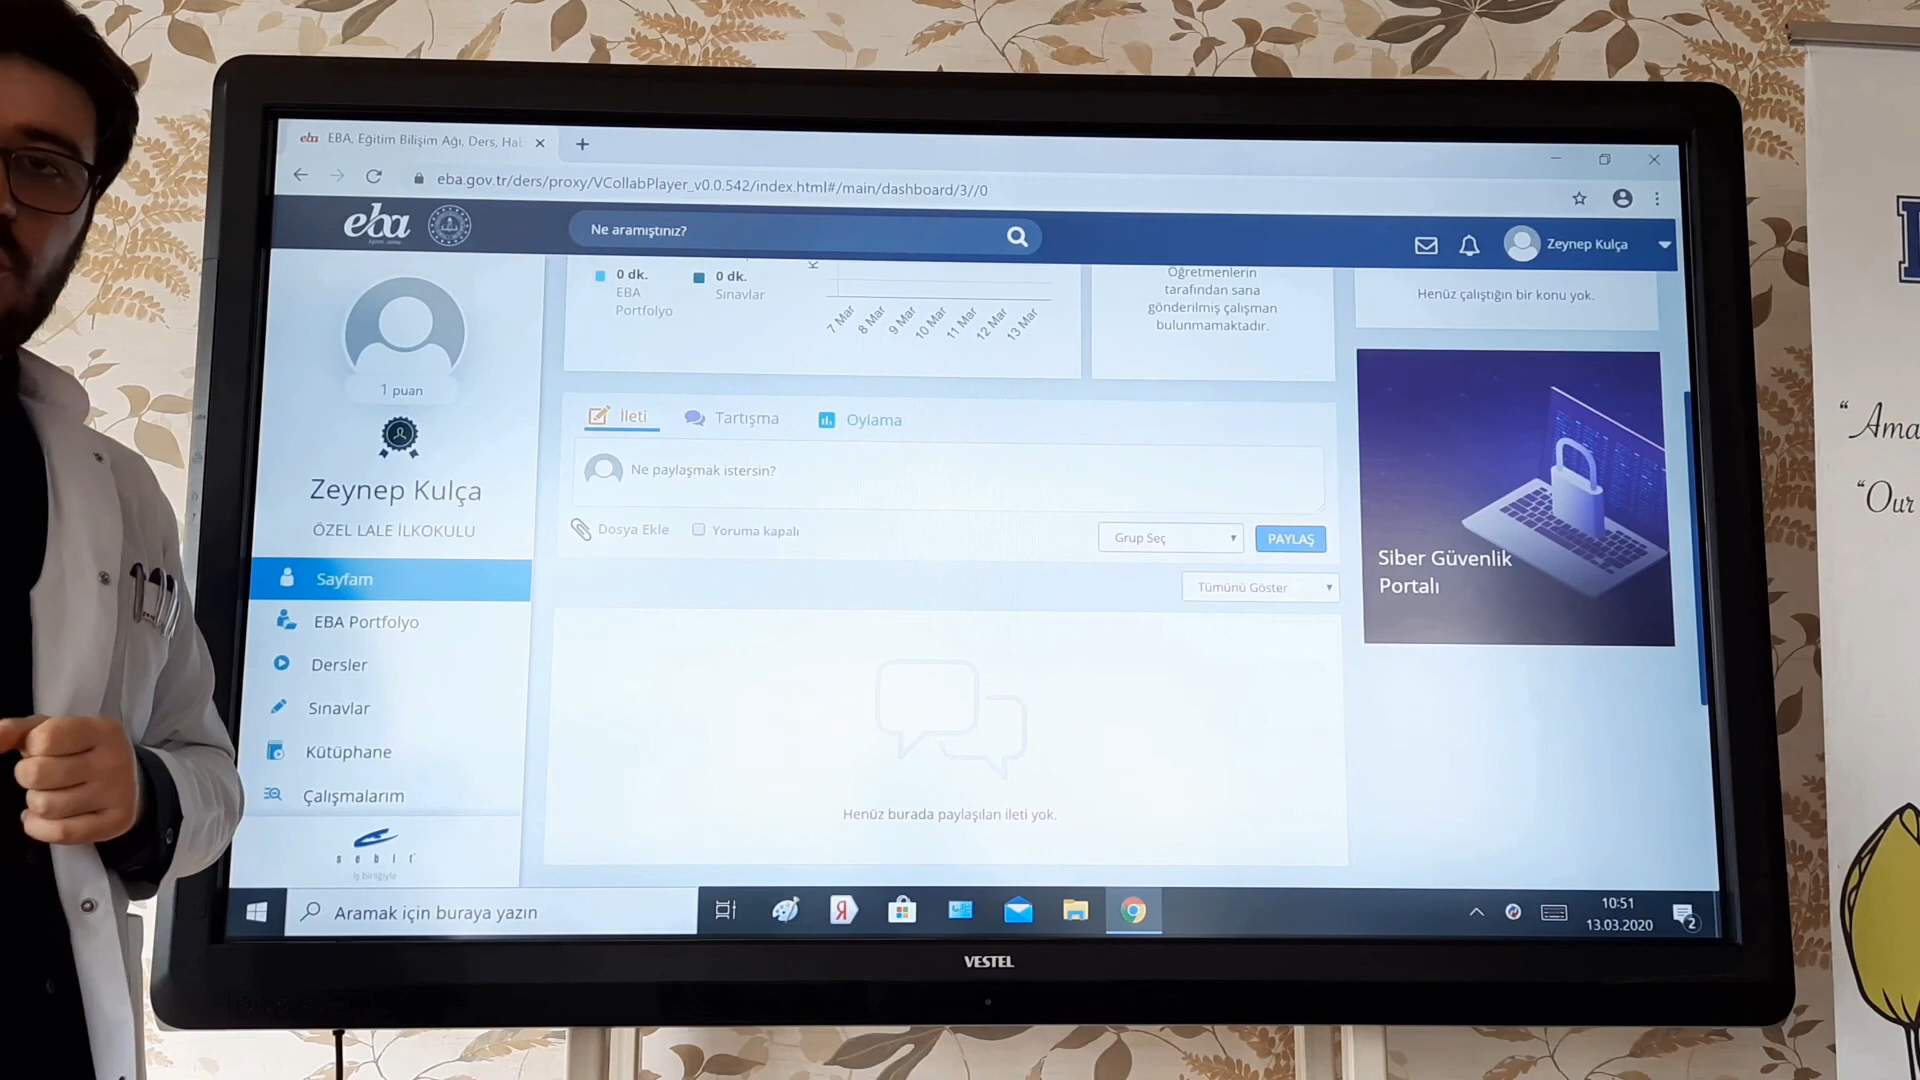 eba EBA, Eğitim Bilişim Ağı, Ders, Hab
eba.gov.tr/ders/proxy/VCollabPlayer_v0.0.542/index.html#/main/dashboard/3//0
eba
Ne aramıştınız?
Zeynep Kulça
0 dk.
EBA
Portfolyo
0 dk.
Sınavlar
7 Mar
8 Mar
9 Mar
10 Mar
11 Mar
12 Mar
13 Mar
Öğretmenlerin
tarafından sana
gönderilmiş çalışman
bulunmamaktadır.
Henüz çalıştığın bir konu yok.
1 puan
Zeynep Kulça
ÖZEL LALE İLKOKULU
Sayfam
EBA Portfolyo
Dersler
Sınavlar
Kütüphane
Çalışmalarım
sebit
iş birliğiyle
İleti
Tartışma
Oylama
Ne paylaşmak istersin?
Dosya Ekle
Yoruma kapalı
Grup Seç
PAYLAŞ
Tümünü Göster
Henüz burada paylaşılan ileti yok.
Siber Güvenlik
Portalı
Aramak için buraya yazın
10:51
13.03.2020
2
VESTEL
“Ama
“Our